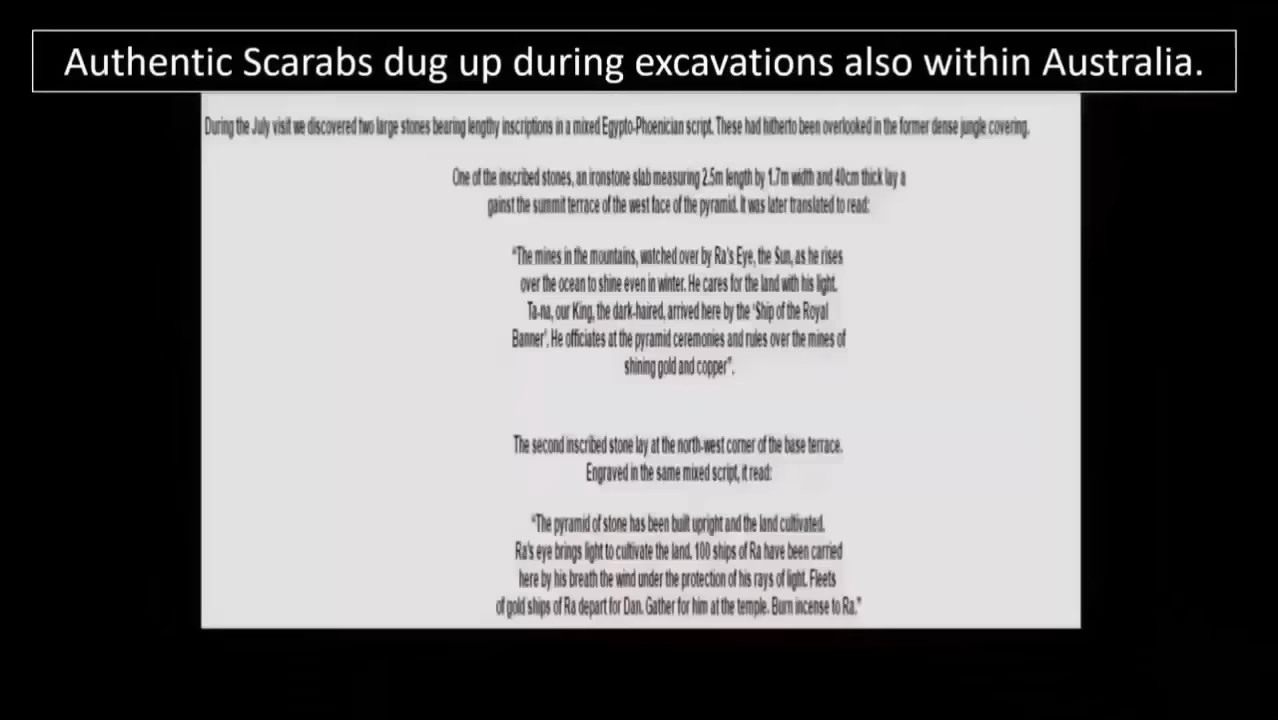 Authentic Scarabs dug up during excavations also within Australia.
During the July visit we discovered two large stones bearing lengthy inscriptions in a mixed Egypto-Phoenician script. These had hitherto been overlooked in the former dense jungle covering.
One of the inscribed stones, an ironstone slab measuring 2.5m length by 1.7m width and 40cm thick lay a
gainst the summit terrace of the west face of the pyramid. It was later translated to read:
"The mines in the mountains, watched over by Ra's Eye, the Sun, as he rises
over the ocean to shine even in winter. He cares for the land with his light.
Ta-na, our King, the dark-haired, arrived here by the 'Ship of the Royal
Banner'. He officiates at the pyramid ceremonies and rules over the mines of
shining gold and copper".
The second inscribed stone lay at the north-west corner of the base terrace.
Engraved in the same mixed script, it read:
"The pyramid of stone has been built upright and the land cultivated.
Ra's eye brings light to cultivate the land. 100 ships of Ra have been carried
here by his breath the wind under the protection of his rays of light. Fleets
of gold ships of Ra depart for Dan. Gather for him at the temple. Burn incense to Ra."